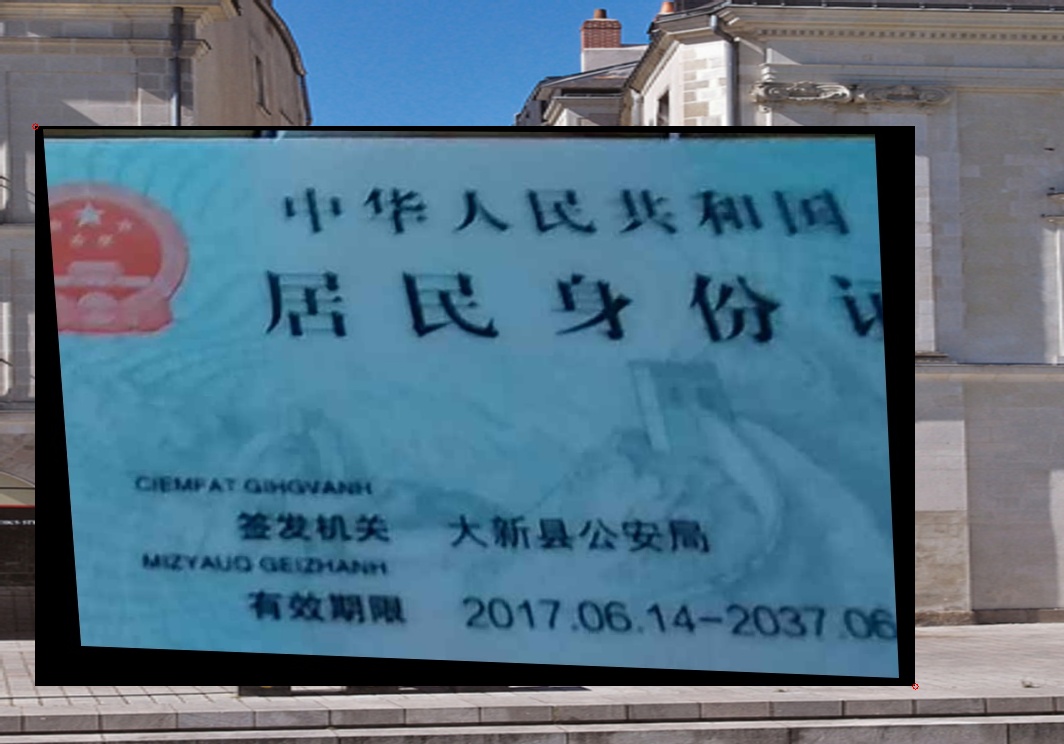 中华人民共和国
居民身份证
CIEMFAT GIHGVANH
签发机关 大新县公安局
MIZYAUQ GEIZHANH
有效期限 2017.06.14-2037.06